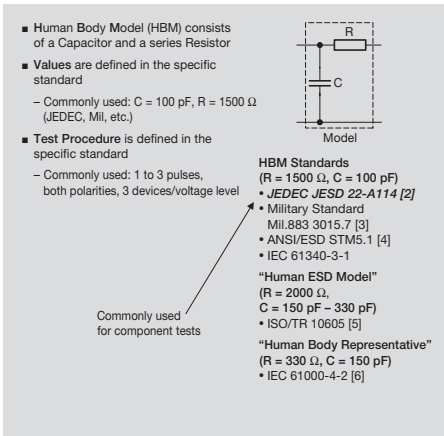 ■ Human Body Model (HBM) consists
of a Capacitor and a series Resistor
■ Values are defined in the specific
standard
– Commonly used: C = 100 pF, R = 1500 Ω
(JEDEC, Mil, etc.)
■ Test Procedure is defined in the
specific standard
– Commonly used: 1 to 3 pulses,
both polarities, 3 devices/voltage level
R
C
Model
HBM Standards
(R = 1500 Ω, C = 100 pF)
• JEDEC JESD 22-A114 [2]
• Military Standard
Mil.883 3015.7 [3]
• ANSI/ESD STM5.1 [4]
• IEC 61340-3-1
“Human ESD Model”
(R = 2000 Ω,
C = 150 pF – 330 pF)
• ISO/TR 10605 [5]
“Human Body Representative”
(R = 330 Ω, C = 150 pF)
• IEC 61000-4-2 [6]
Commonly used
for component tests